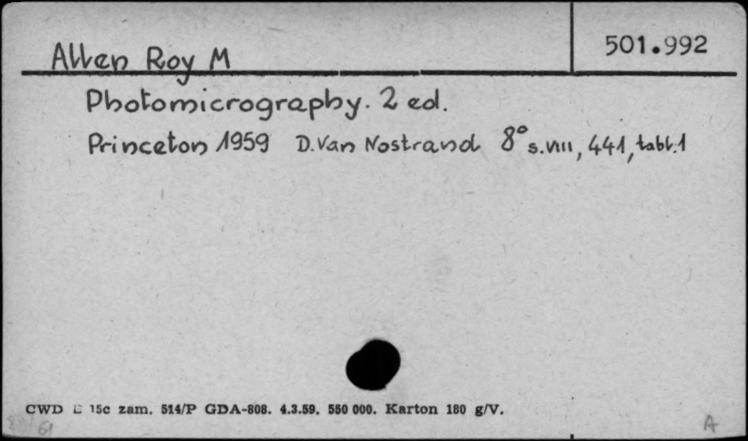 501.992
Allen Roy M
Photomicrography. 2 ed.
Princeton 1959 D. Van Nostrand 8° s. VIII, 441, tabl. 1
CWD 15c zam. 514/P GDA-808. 4.3.59. 550 000. Karton 180 g/V.
61 A